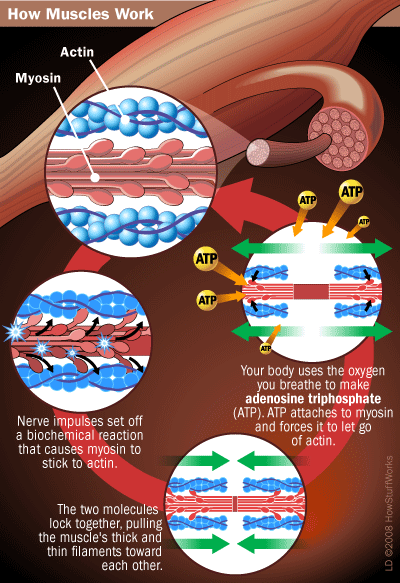 How Muscles Work
Actin
Myosin
ATP
ATP
ATP
ATP
ATP
ATP
Your body uses the oxygen
you breathe to make
adenosine triphosphate
(ATP). ATP attaches to myosin
and forces it to let go
of actin.
Nerve impulses set off
a biochemical reaction
that causes myosin to
stick to actin.
The two molecules
lock together, pulling
the muscle's thick and
thin filaments toward
each other.
LD ©2008 HowStuffWorks